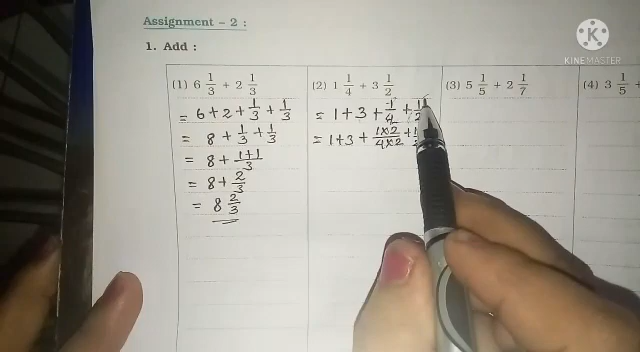 Assignment – 2 :
1. Add :
(1) 6 1/3 + 2 1/3
= 6 + 2 + 1/3 + 1/3
= 8 + 1/3 + 1/3
= 8 + 1+1/3
= 8 + 2/3
= 8 2/3
(2) 1 1/4 + 3 1/2
= 1 + 3 + 1/4 + 1/2
= 1 + 3 + 1×2/4×2 +
(3) 5 1/5 + 2 1/7
(4) 3 1/5 +
K
KINEMASTER